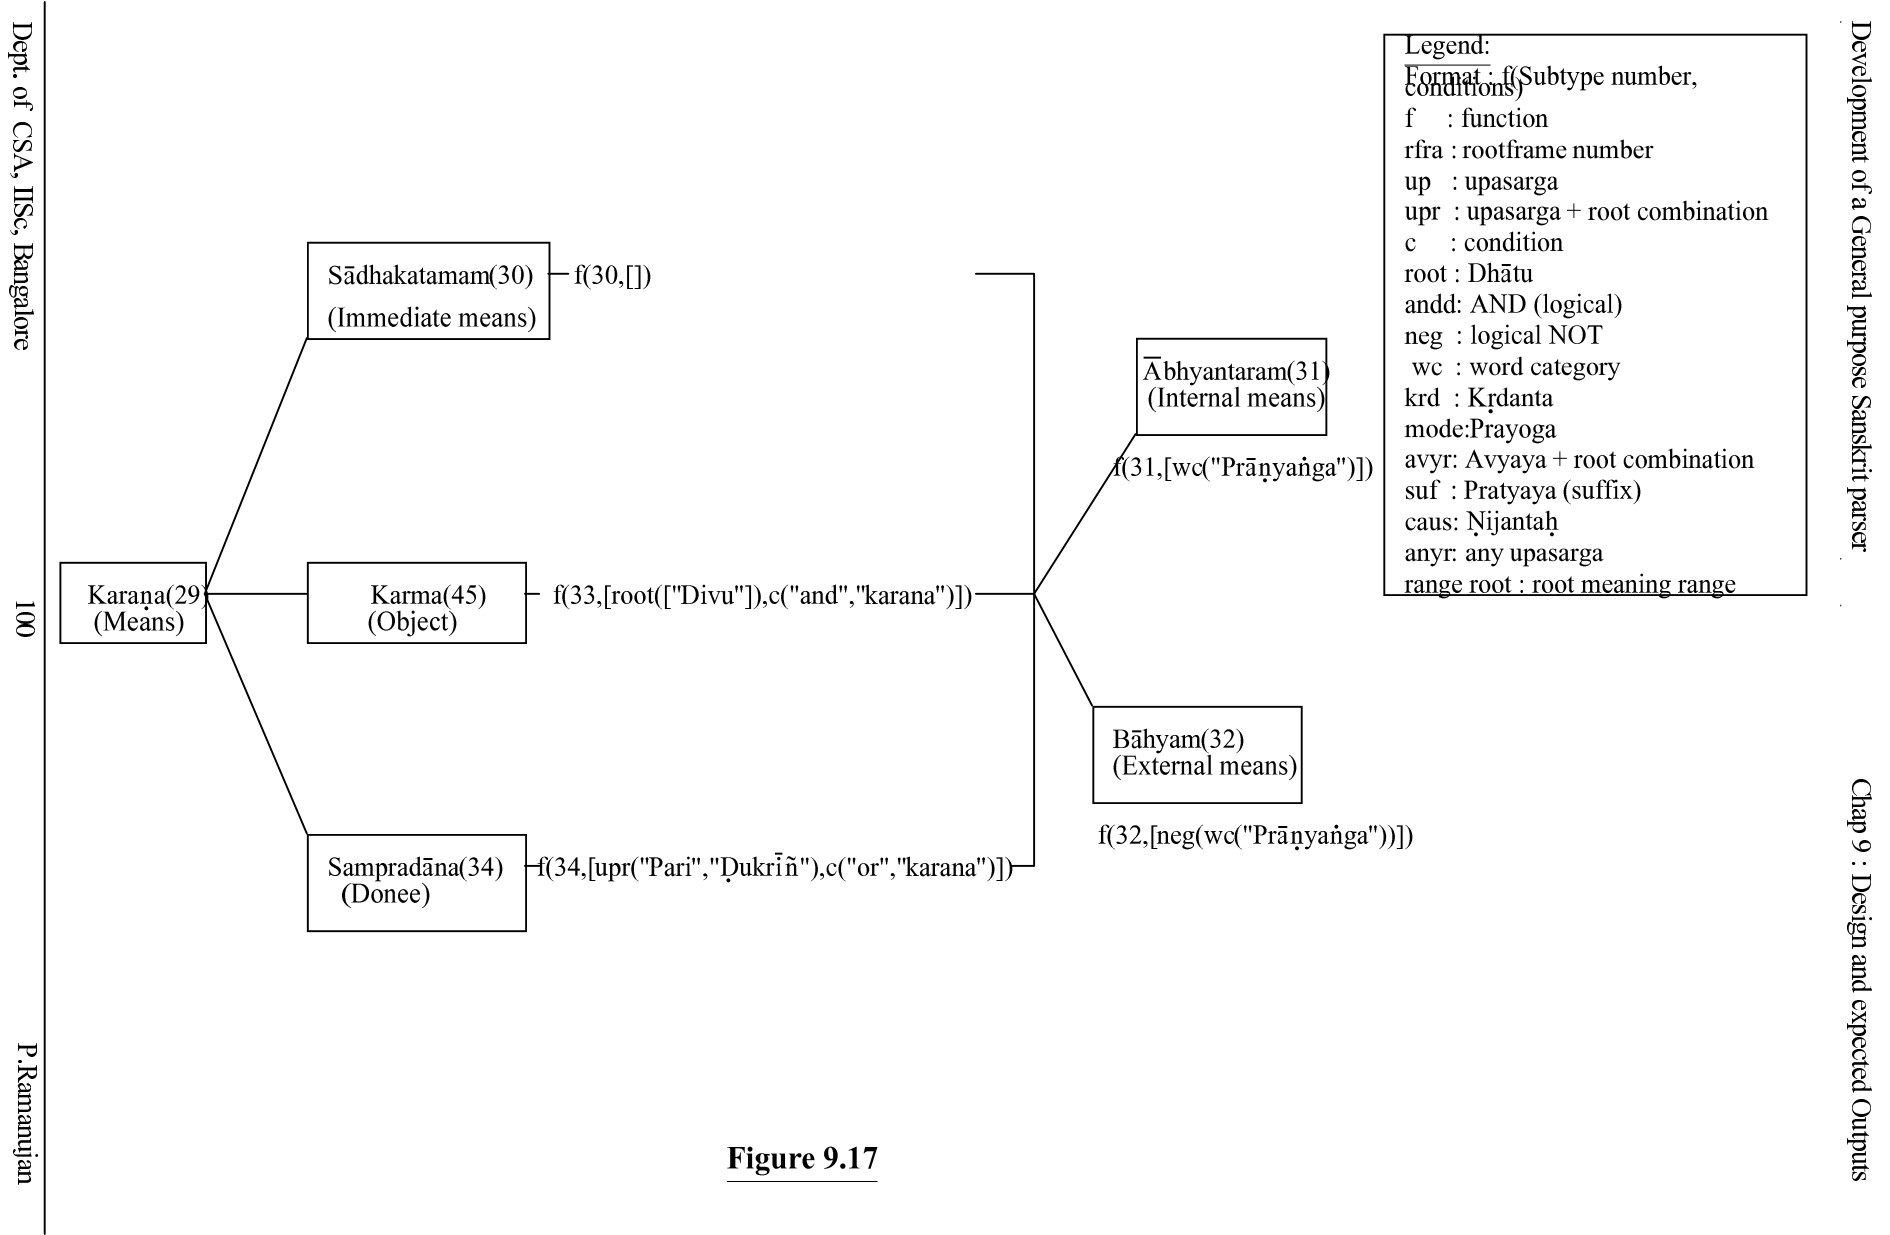 Development of a General purpose Sanskrit parser
Chap 9 : Design and expected Outputs
Legend:
Format : f(Subtype number,
conditions)
f : function
rfra : rootframe number
up : upasarga
upr : upasarga + root combination
c : condition
root : Dhātu
andd: AND (logical)
neg : logical NOT
wc : word category
krd : Kṛdanta
mode:Prayoga
avyr: Avyaya + root combination
suf : Pratyaya (suffix)
caus: Ṇijantaḥ
anyr: any upasarga
range root : root meaning range
Sādhakatamam(30)
(Immediate means)
f(30,[])
Ābhyantaram(31)
(Internal means)
f(31,[wc("Prāṇyaṅga")])
Karaṇa(29)
(Means)
Karma(45)
(Object)
f(33,[root(["Divu"]),c("and","karana")])
Bāhyam(32)
(External means)
f(32,[neg(wc("Prāṇyaṅga"))])
Sampradāna(34)
(Donee)
f(34,[upr("Pari","Ḍukrīñ"),c("or","karana")])
Figure 9.17
Dept. of CSA, IISc, Bangalore
100
P.Ramanujan